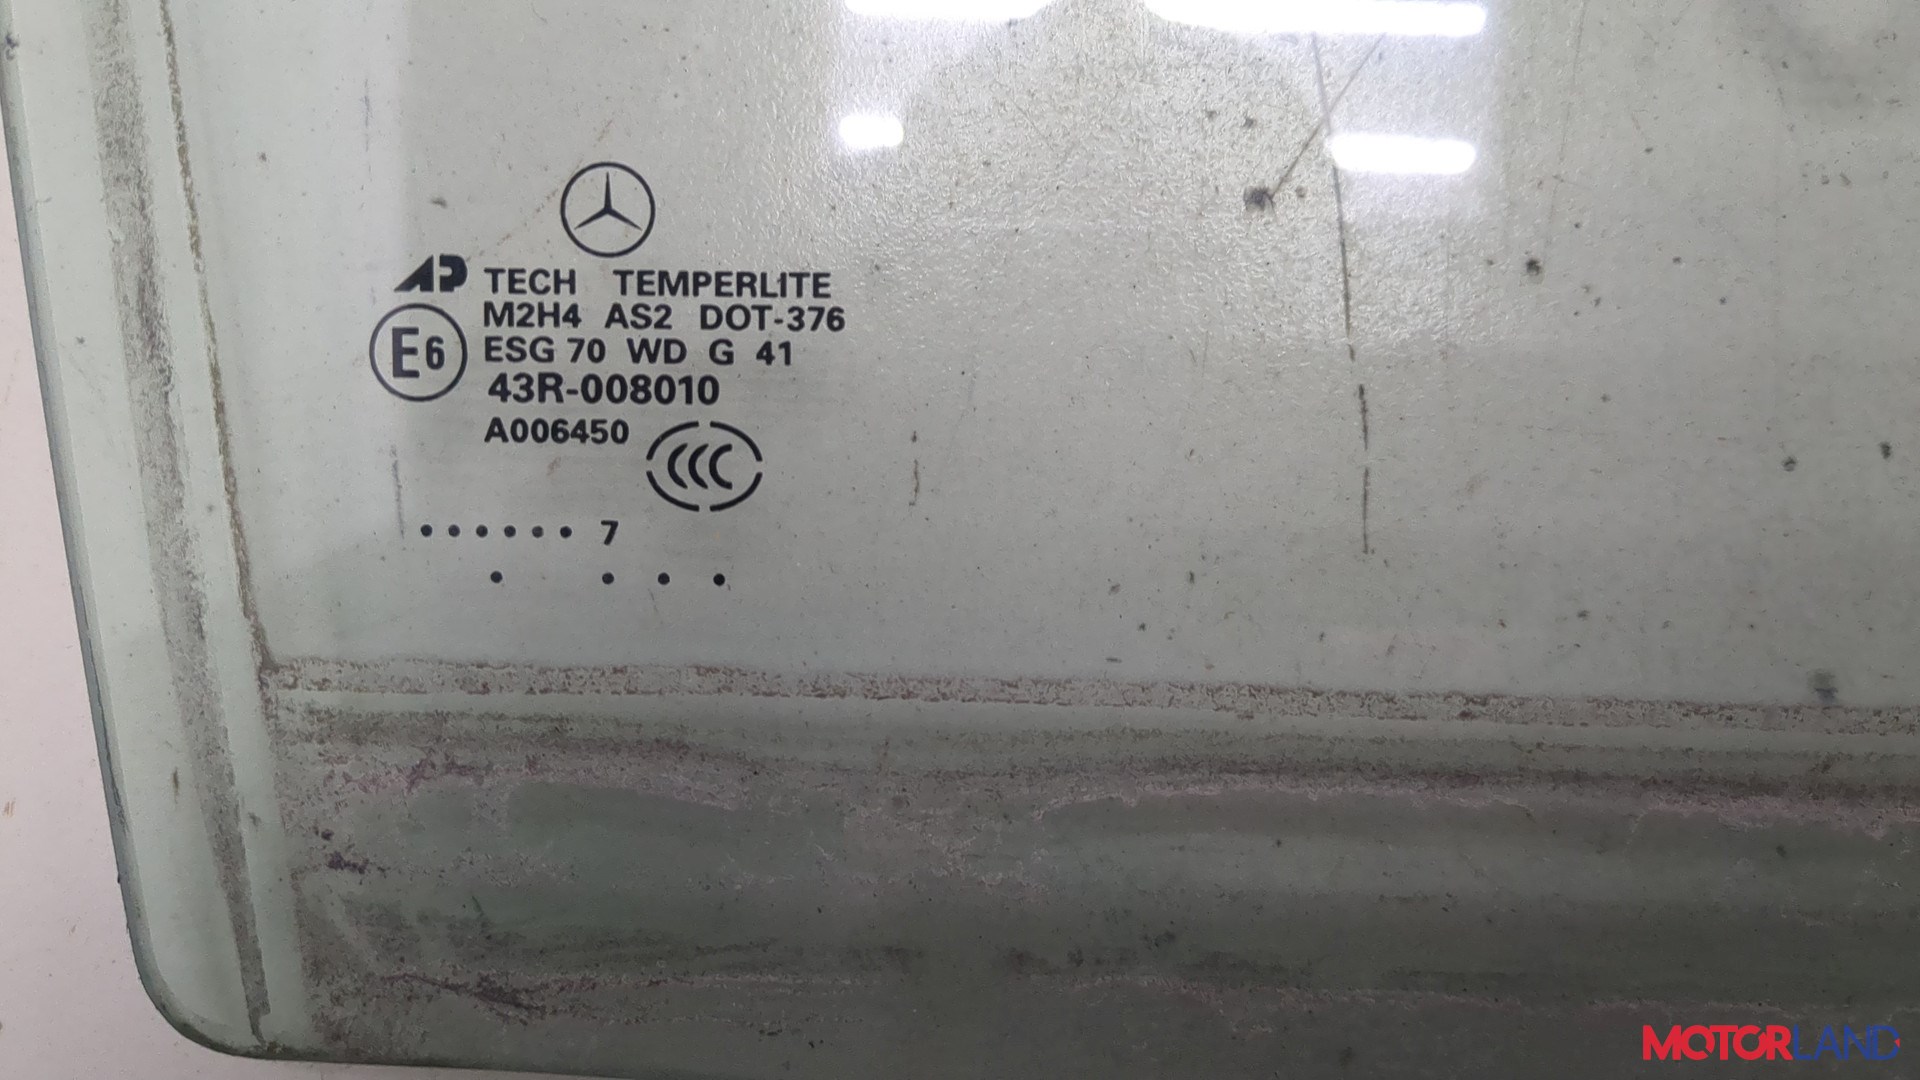 AP TECH TEMPERLITE
M2H4 AS2 DOT-376
E6 ESG 70 WD G 41
43R-008010
A006450
CCC
...... 7
. . . .
MOTORLAND